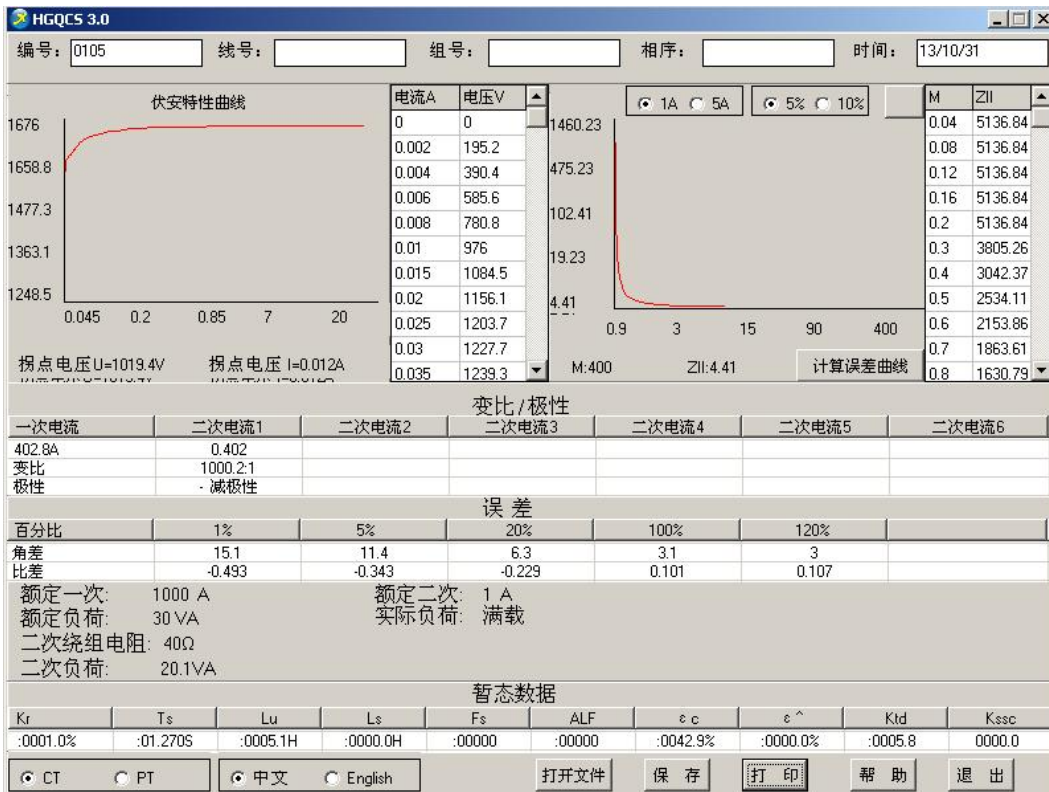 HGQCS 3.0
编号: 0105 线号: 组号: 相序: 时间: 13/10/31
伏安特性曲线
1676
1658.8
1477.3
1363.1
1248.5
0.045 0.2 0.85 7 20
拐点电压U=1019.4V 拐点电压 I=0.012A
电流A 电压V
0 0
0.002 195.2
0.004 390.4
0.006 585.6
0.008 780.8
0.01 976
0.015 1084.5
0.02 1156.1
0.025 1203.7
0.03 1227.7
0.035 1239.3
1A 5A 5% 10%
1460.23
475.23
102.41
19.23
4.41
0.9 3 15 90 400
M:400 ZII:4.41 计算误差曲线
M ZII
0.04 5136.84
0.08 5136.84
0.12 5136.84
0.16 5136.84
0.2 5136.84
0.3 3805.26
0.4 3042.37
0.5 2534.11
0.6 2153.86
0.7 1863.61
0.8 1630.79
变比/极性
一次电流 二次电流1 二次电流2 二次电流3 二次电流4 二次电流5 二次电流6
402.8A 0.402
变比 1000.2:1
极性 - 减极性
误 差
百分比 1% 5% 20% 100% 120%
角差 15.1 11.4 6.3 3.1 3
比差 -0.493 -0.343 -0.229 0.101 0.107
额定一次: 1000 A 额定二次: 1 A
额定负荷: 30 VA 实际负荷: 满载
二次绕组电阻: 40Ω
二次负荷: 20.1VA
暂态数据
Kr Ts Lu Ls Fs ALF ε c ε ^ Ktd Kssc
:0001.0% :01.270S :0005.1H :0000.0H :00000 :00000 :0042.9% :0000.0% :0005.8 0000.0
CT PT 中文 English 打开文件 保 存 打 印 帮 助 退 出